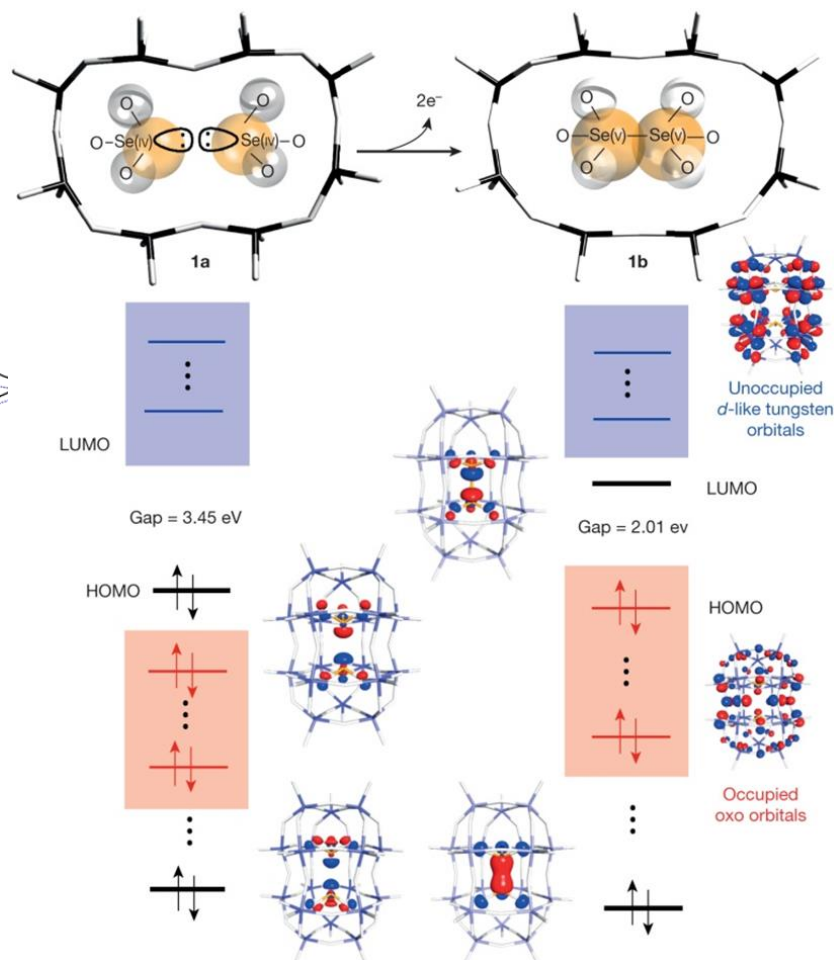 O
O
O
O
2e⁻
O–Se(IV)
Se(IV)–O
O–Se(V)–Se(V)–O
O
O
O
O
1a
1b
Unoccupied
d-like tungsten
orbitals
LUMO
LUMO
Gap = 3.45 eV
Gap = 2.01 ev
HOMO
HOMO
Occupied
oxo orbitals